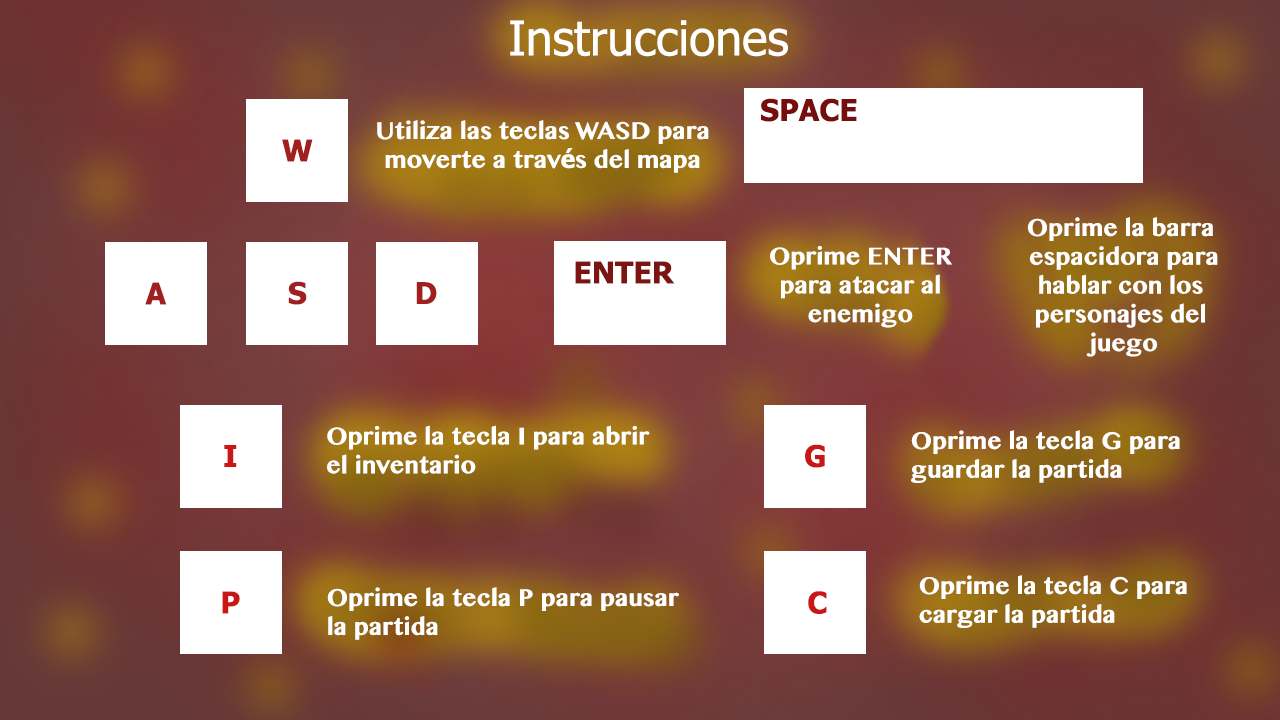 Instrucciones
W
Utiliza las teclas WASD para
moverte a través del mapa
SPACE
A
S
D
ENTER
Oprime ENTER
para atacar al
enemigo
Oprime la barra
espacidora para
hablar con los
personajes del
juego
I
Oprime la tecla I para abrir
el inventario
G
Oprime la tecla G para
guardar la partida
P
Oprime la tecla P para pausar
la partida
C
Oprime la tecla C para
cargar la partida